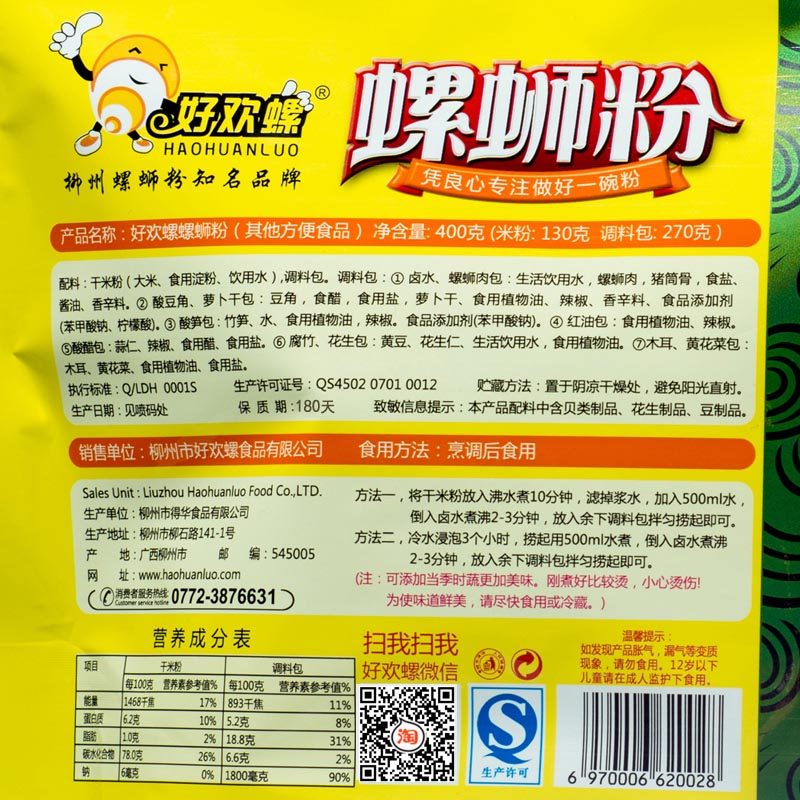 好欢螺®
HAOHUANLUO
柳州螺蛳粉知名品牌
螺蛳粉
凭良心专注做好一碗粉
产品名称：好欢螺螺蛳粉（其他方便食品）净含量: 400克 (米粉: 130克 调料包: 270克）
配料：干米粉（大米、食用淀粉、饮用水）,调料包。调料包：① 卤水、螺蛳肉包：生活饮用水，螺蛳肉，猪筒骨，食盐、
酱油、香辛料。② 酸豆角、萝卜干包：豆角，食醋，食用盐，萝卜干、食用植物油、辣椒、香辛料、食品添加剂
(苯甲酸钠、柠檬酸)。③ 酸笋包：竹笋、水、食用植物油，辣椒。食品添加剂(苯甲酸钠)。④ 红油包：食用植物油、辣椒。
⑤酸醋包：蒜仁、辣椒、食用醋、食用盐。⑥ 腐竹、花生包：黄豆、花生仁、生活饮用水，食用植物油。⑦木耳、黄花菜包：
木耳、黄花菜、食用植物油、食用盐。
执行标准：Q/LDH 0001S 生产许可证号：QS4502 0701 0012 贮藏方法：置于阴凉干燥处，避免阳光直射。
生产日期：见喷码处 保 质 期：180天 致敏信息提示：本产品配料中含贝类制品、花生制品、豆制品。
销售单位：柳州市好欢螺食品有限公司 食用方法：烹调后食用
Sales Unit : Liuzhou Haohuanluo Food Co.,LTD.
生产单位：柳州市得华食品有限公司
生产地址：柳州市柳石路141-1号
产 地：广西柳州市 邮 编：545005
网 址：www.haohuanluo.com
消费者服务热线: 0772-3876631
Customer service hotline
方法一，将干米粉放入沸水煮10分钟，滤掉浆水，加入500ml水，
倒入卤水煮沸2-3分钟，放入余下调料包拌匀捞起即可。
方法二，冷水浸泡3个小时，捞起用500ml水煮，倒入卤水煮沸
2-3分钟，放入余下调料包拌匀捞起即可。
(注：可添加当季时蔬更加美味。刚煮好比较烫，小心烫伤!
为使味道鲜美，请尽快食用或冷藏。)
营养成分表
项目 干米粉 调料包
每100克 营养素参考值% 每100克 营养素参考值%
能量 1468千焦 17% 893千焦 11%
蛋白质 6.2克 10% 5.2克 8%
脂肪 1.0克 2% 18.8克 31%
碳水化合物 78.0克 26% 6.6克 2%
钠 6毫克 0% 1800毫克 90%
扫我扫我
好欢螺微信
淘
生产许可
温馨提示：
如发现产品胀气，漏气等变质
现象，请勿食用。12岁以下
儿童请在成人监护下食用。
6 970006 620028